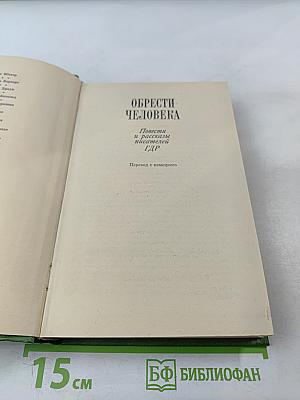 ОБРЕСТИ
ЧЕЛОВЕКА
Повести
и рассказы
писателей
ГДР
Перевод с немецкого
15 см
БФ БИБЛИОФАН